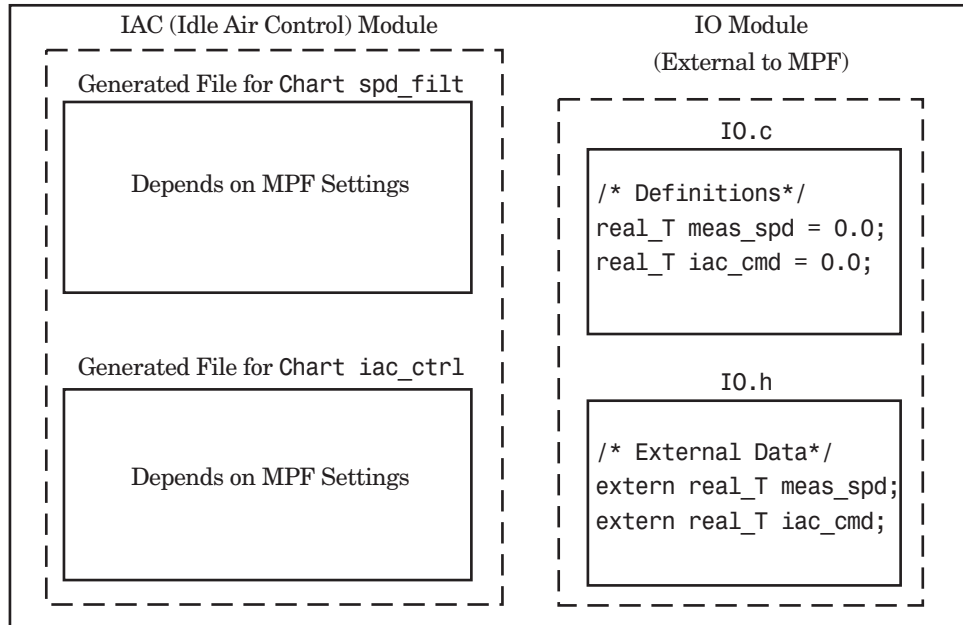 IAC (Idle Air Control) Module
Generated File for Chart spd_filt
Depends on MPF Settings
Generated File for Chart iac_ctrl
Depends on MPF Settings
IO Module
(External to MPF)
IO.c
/* Definitions*/
real_T meas_spd = 0.0;
real_T iac_cmd = 0.0;
IO.h
/* External Data*/
extern real_T meas_spd;
extern real_T iac_cmd;